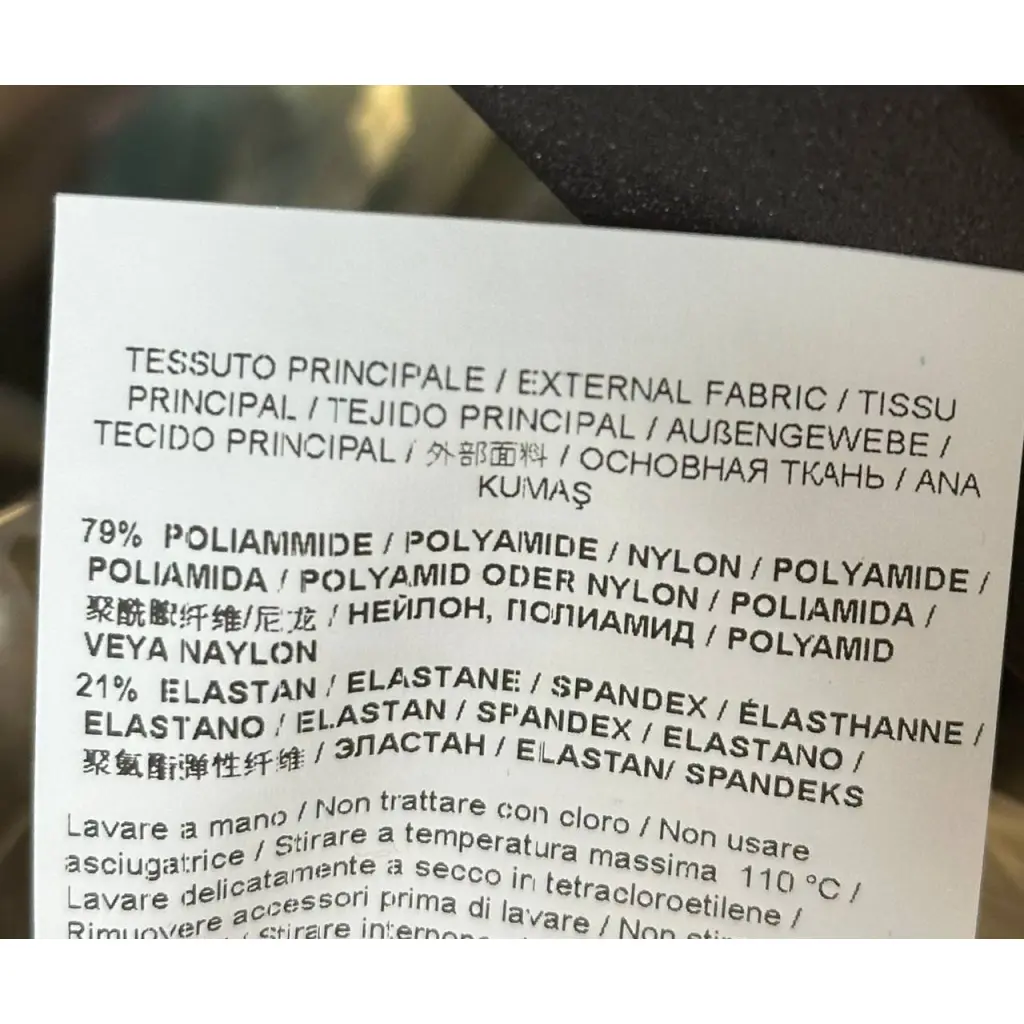 TESSUTO PRINCIPALE / EXTERNAL FABRIC / TISSU
PRINCIPAL / TEJIDO PRINCIPAL / AUßENGEWEBE /
TECIDO PRINCIPAL / 外部面料 / ОСНОВНАЯ ТКАНЬ / ANA
KUMAŞ
79% POLIAMMIDE / POLYAMIDE / NYLON / POLYAMIDE /
POLIAMIDA / POLYAMID ODER NYLON / POLIAMIDA /
聚酰胺纤维/尼龙 / НЕЙЛОН, ПОЛИАМИД / POLYAMID
VEYA NAYLON
21% ELASTAN / ELASTANE / SPANDEX / ÉLASTHANNE /
ELASTANO / ELASTAN / SPANDEX / ELASTANO /
聚氨酯弹性纤维 / ЭЛАСТАН / ELASTAN/ SPANDEKS
Lavare a mano / Non trattare con cloro / Non usare
asciugatrice / Stirare a temperatura massima 110 °C /
Lavare delicatamente a secco in tetracloroetilene /
Rimuovere accessori prima di lavare / Non
/ Stirare